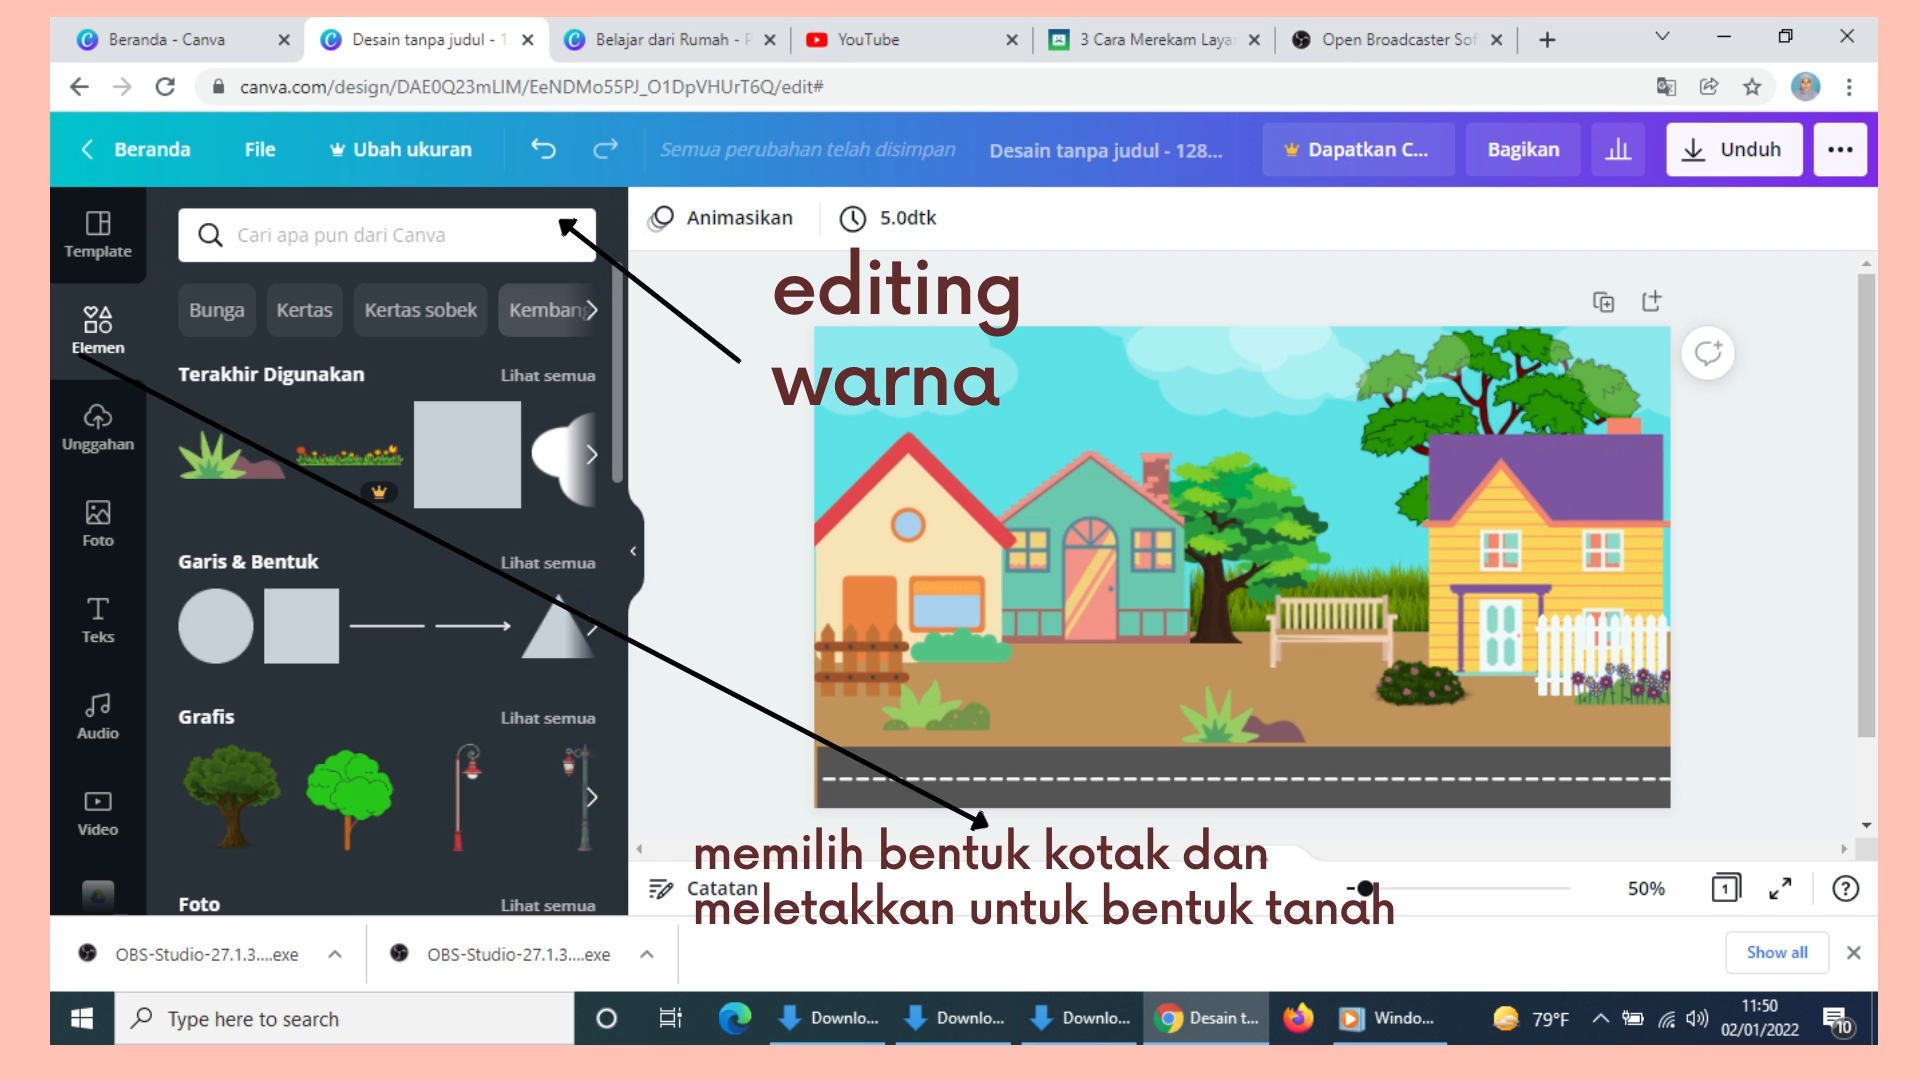 Beranda - Canva
Desain tanpa judul - 1
Belajar dari Rumah - P
YouTube
3 Cara Merekam Laya
Open Broadcaster Sof
canva.com/design/DAE0Q23mLIM/EeNDMo55PJ_O1DpVHUrT6Q/edit#
Beranda
File
Ubah ukuran
Semua perubahan telah disimpan
Desain tanpa judul - 128...
Dapatkan C...
Bagikan
Unduh
Template
Cari apa pun dari Canva
Animasikan
5.0dtk
editing
warna
Bunga
Kertas
Kertas sobek
Kemban
Elemen
Terakhir Digunakan
Lihat semua
Unggahan
Foto
Garis & Bentuk
Lihat semua
Teks
Audio
Grafis
Lihat semua
Video
Foto
Lihat semua
memilih bentuk kotak dan
meletakkan untuk bentuk tanah
Catatan
50%
1
OBS-Studio-27.1.3....exe
OBS-Studio-27.1.3....exe
Show all
Type here to search
Downlo...
Downlo...
Downlo...
Desain t...
Windo...
79°F
11:50
02/01/2022
10